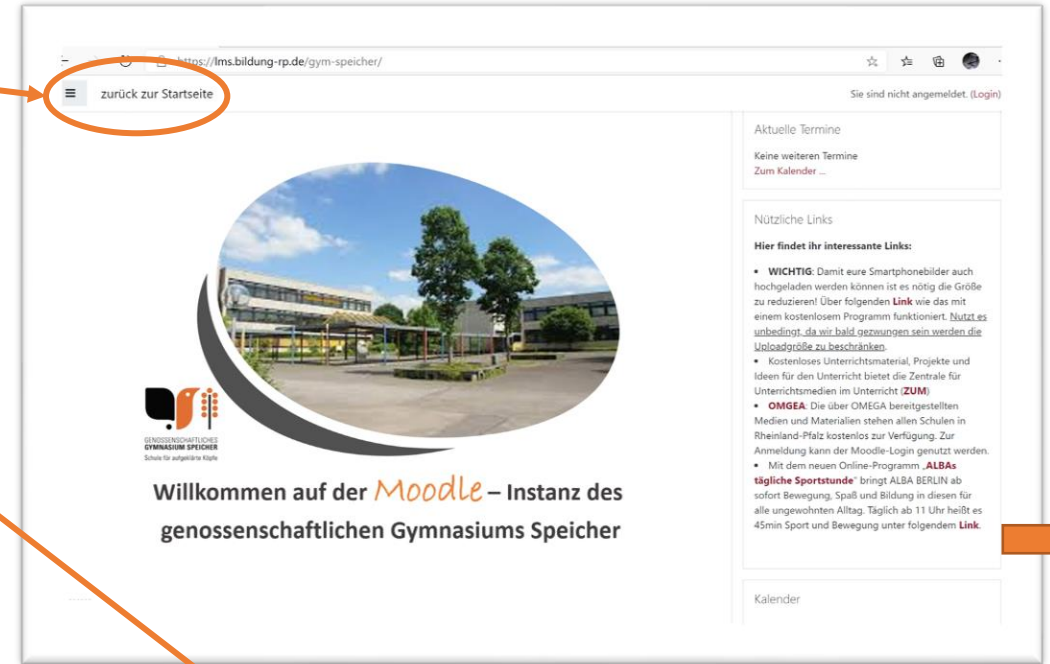 https://lms.bildung-rp.de/gym-speicher/
zurück zur Startseite
Sie sind nicht angemeldet. (Login)
GENOSSENSCHAFTLICHES
GYMNASIUM SPEICHER
Schule für aufgeklärte Köpfe
Willkommen auf der Moodle – Instanz des
genossenschaftlichen Gymnasiums Speicher
Aktuelle Termine
Keine weiteren Termine
Zum Kalender ...
Nützliche Links
Hier findet ihr interessante Links:
• WICHTIG: Damit eure Smartphonebilder auch
hochgeladen werden können ist es nötig die Größe
zu reduzieren! Über folgenden Link wie das mit
einem kostenlosem Programm funktioniert. Nutzt es
unbedingt, da wir bald gezwungen sein werden die
Uploadgröße zu beschränken.
• Kostenloses Unterrichtsmaterial, Projekte und
Ideen für den Unterricht bietet die Zentrale für
Unterrichtsmedien im Unterricht (ZUM)
• OMGEA: Die über OMEGA bereitgestellten
Medien und Materialien stehen allen Schulen in
Rheinland-Pfalz kostenlos zur Verfügung. Zur
Anmeldung kann der Moodle-Login genutzt werden.
• Mit dem neuen Online-Programm „ALBAs
tägliche Sportstunde" bringt ALBA BERLIN ab
sofort Bewegung, Spaß und Bildung in diesen für
alle ungewohnten Alltag. Täglich ab 11 Uhr heißt es
45min Sport und Bewegung unter folgendem Link.
Kalender